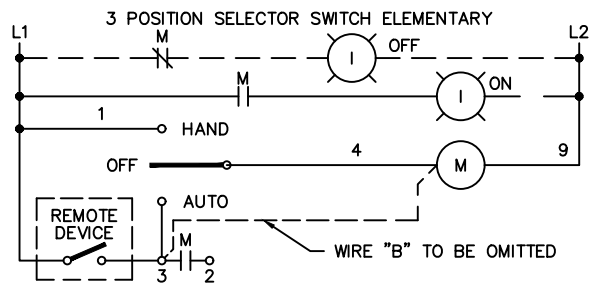 3 POSITION SELECTOR SWITCH ELEMENTARY
L1
L2
M
I
OFF
M
I
ON
1
HAND
OFF
4
M
9
AUTO
REMOTE
DEVICE
M
3
2
WIRE "B" TO BE OMITTED